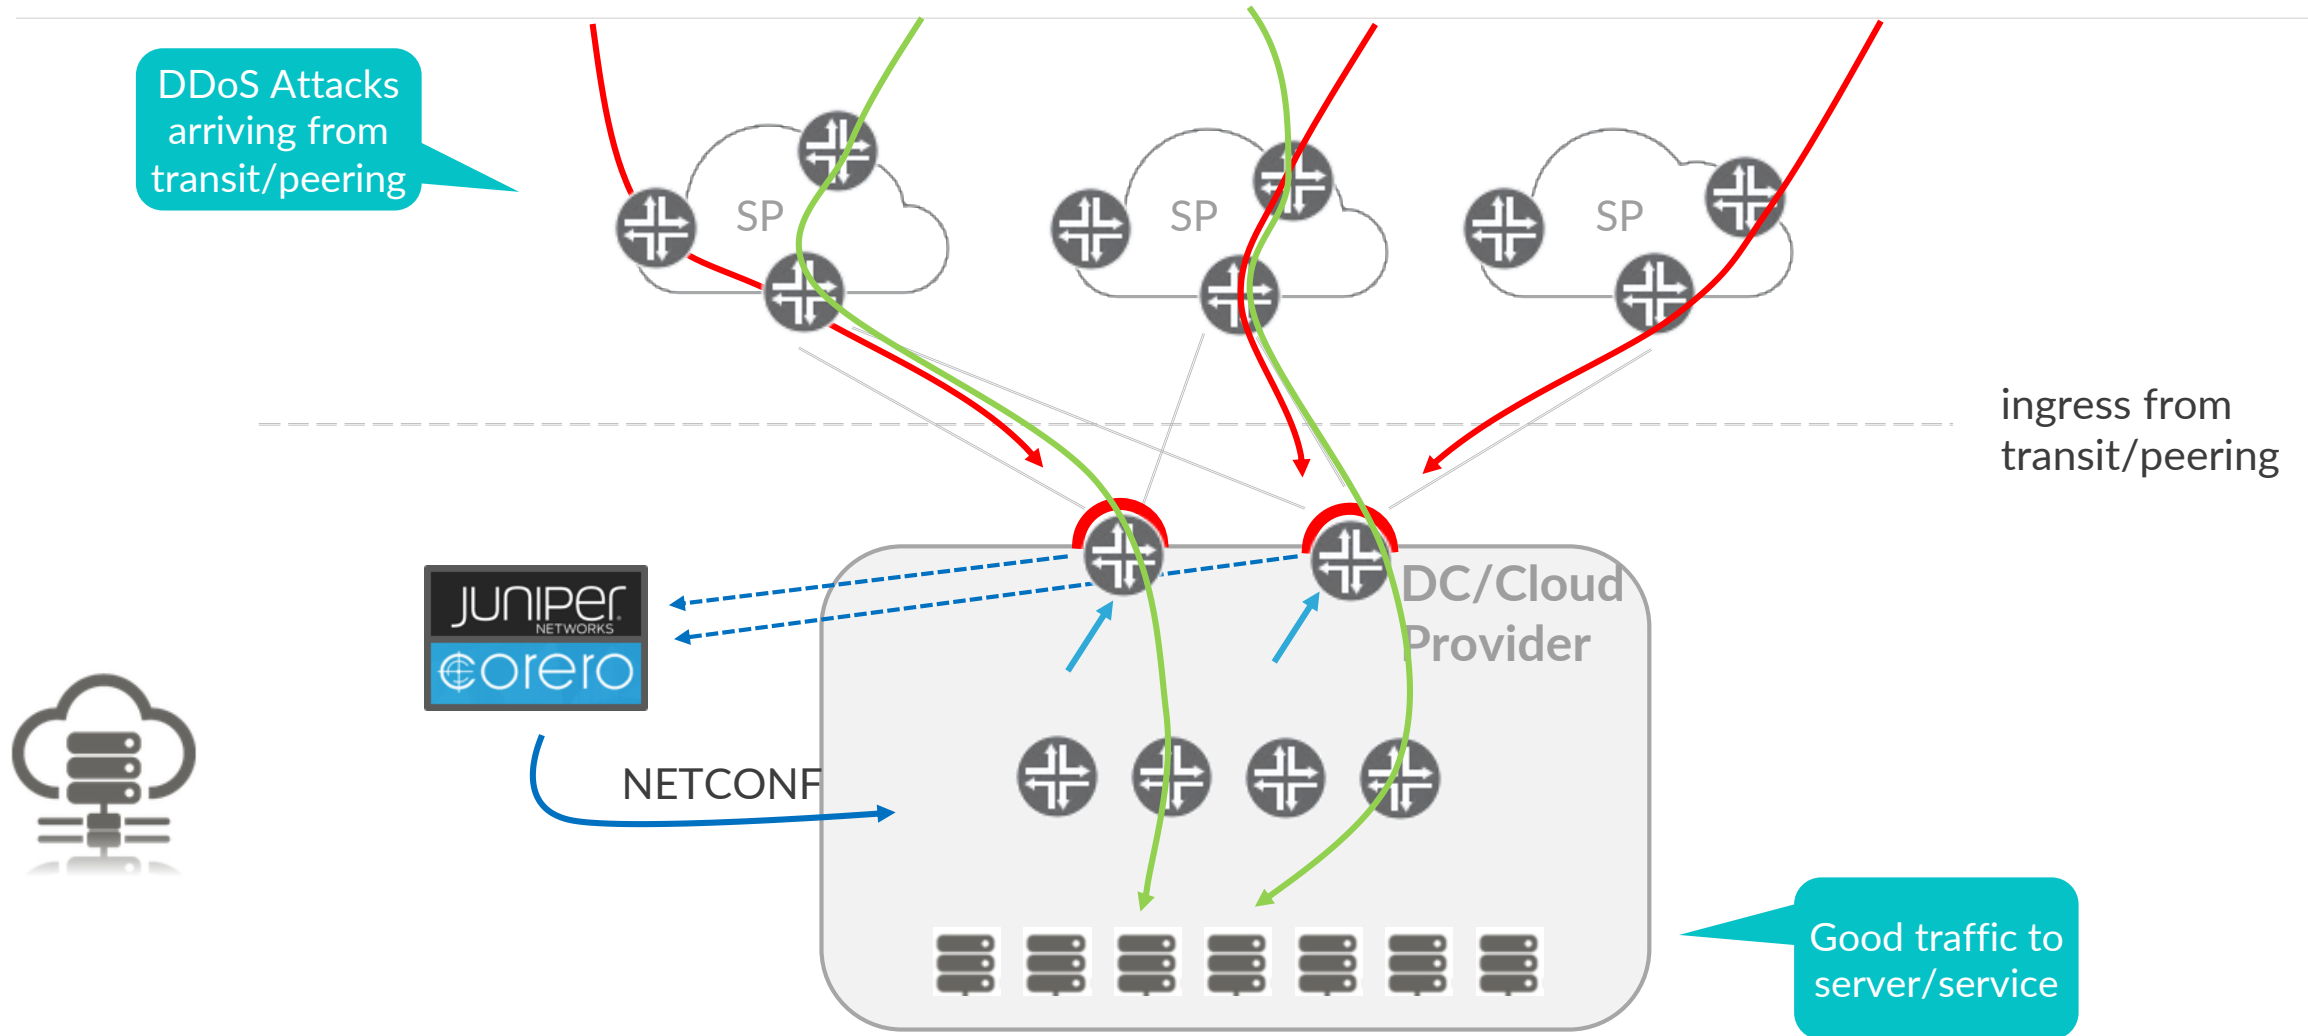 DDoS Attacks
arriving from
transit/peering
SP
SP
SP
ingress from
transit/peering
DC/Cloud
Provider
JUNIPER
NETWORKS
corero
NETCONF
Good traffic to
server/service